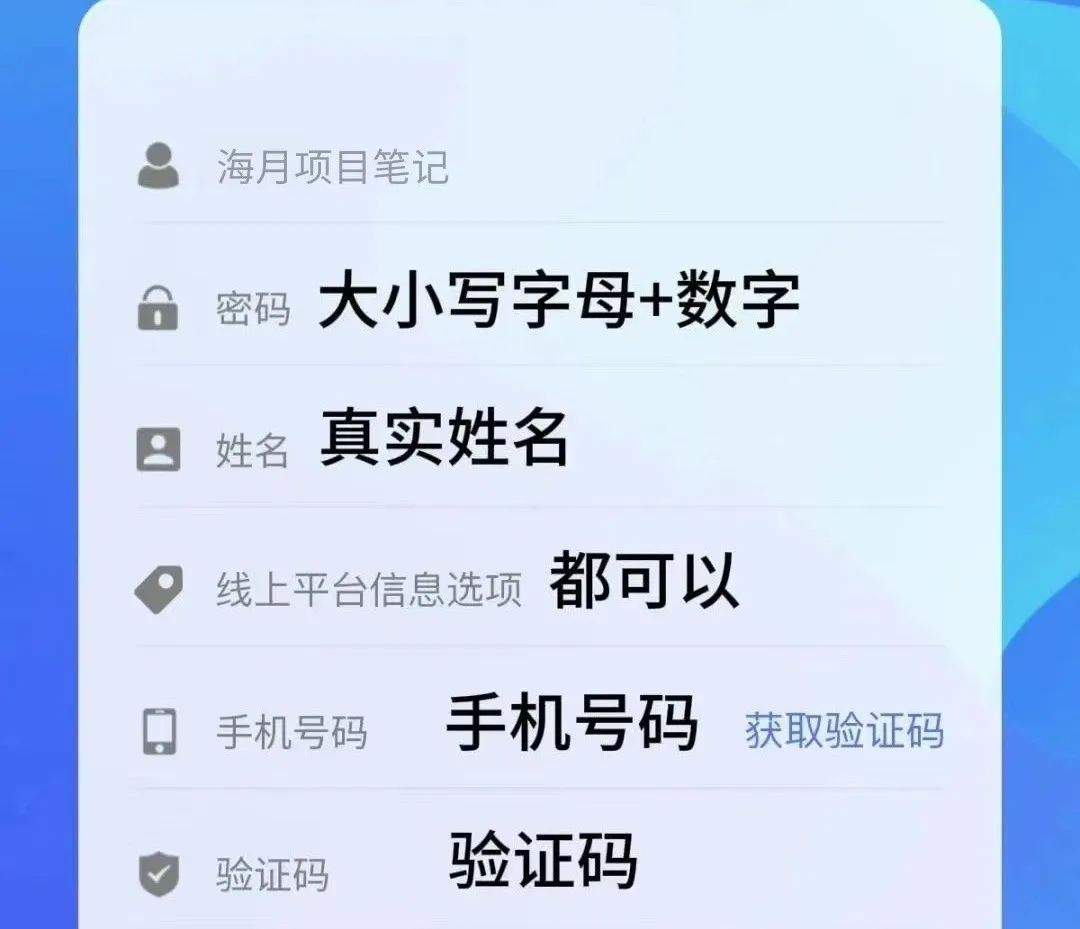 海月项目笔记
密码 大小写字母+数字
姓名 真实姓名
线上平台信息选项 都可以
手机号码 手机号码 获取验证码
验证码 验证码